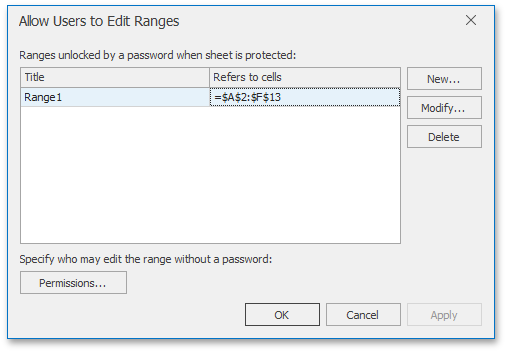 Allow Users to Edit Ranges
Ranges unlocked by a password when sheet is protected:
Title Refers to cells
Range1 =$A$2:$F$13
New...
Modify...
Delete
Specify who may edit the range without a password:
Permissions...
OK Cancel Apply